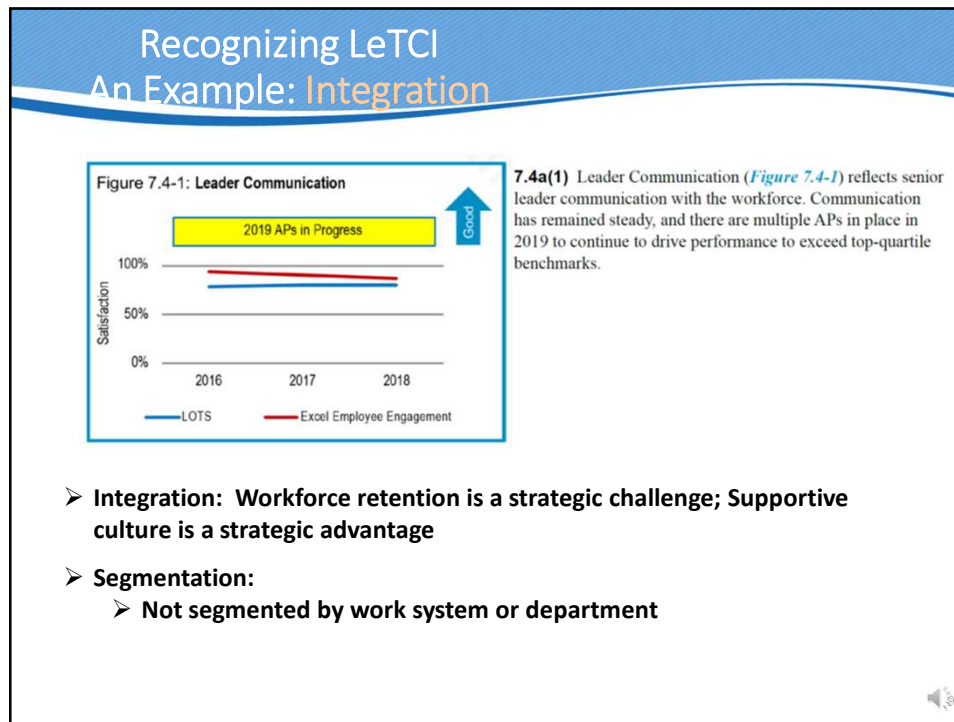 Recognizing LeTCI
An Example: Integration
Figure 7.4-1: Leader Communication
2019 APs in Progress
Good
100%
50%
0%
Satisfaction
2016 2017 2018
LOTS Excel Employee Engagement
7.4a(1) Leader Communication (Figure 7.4-1) reflects senior
leader communication with the workforce. Communication
has remained steady, and there are multiple APs in place in
2019 to continue to drive performance to exceed top-quartile
benchmarks.
➢ Integration: Workforce retention is a strategic challenge; Supportive
culture is a strategic advantage
➢ Segmentation:
➢ Not segmented by work system or department